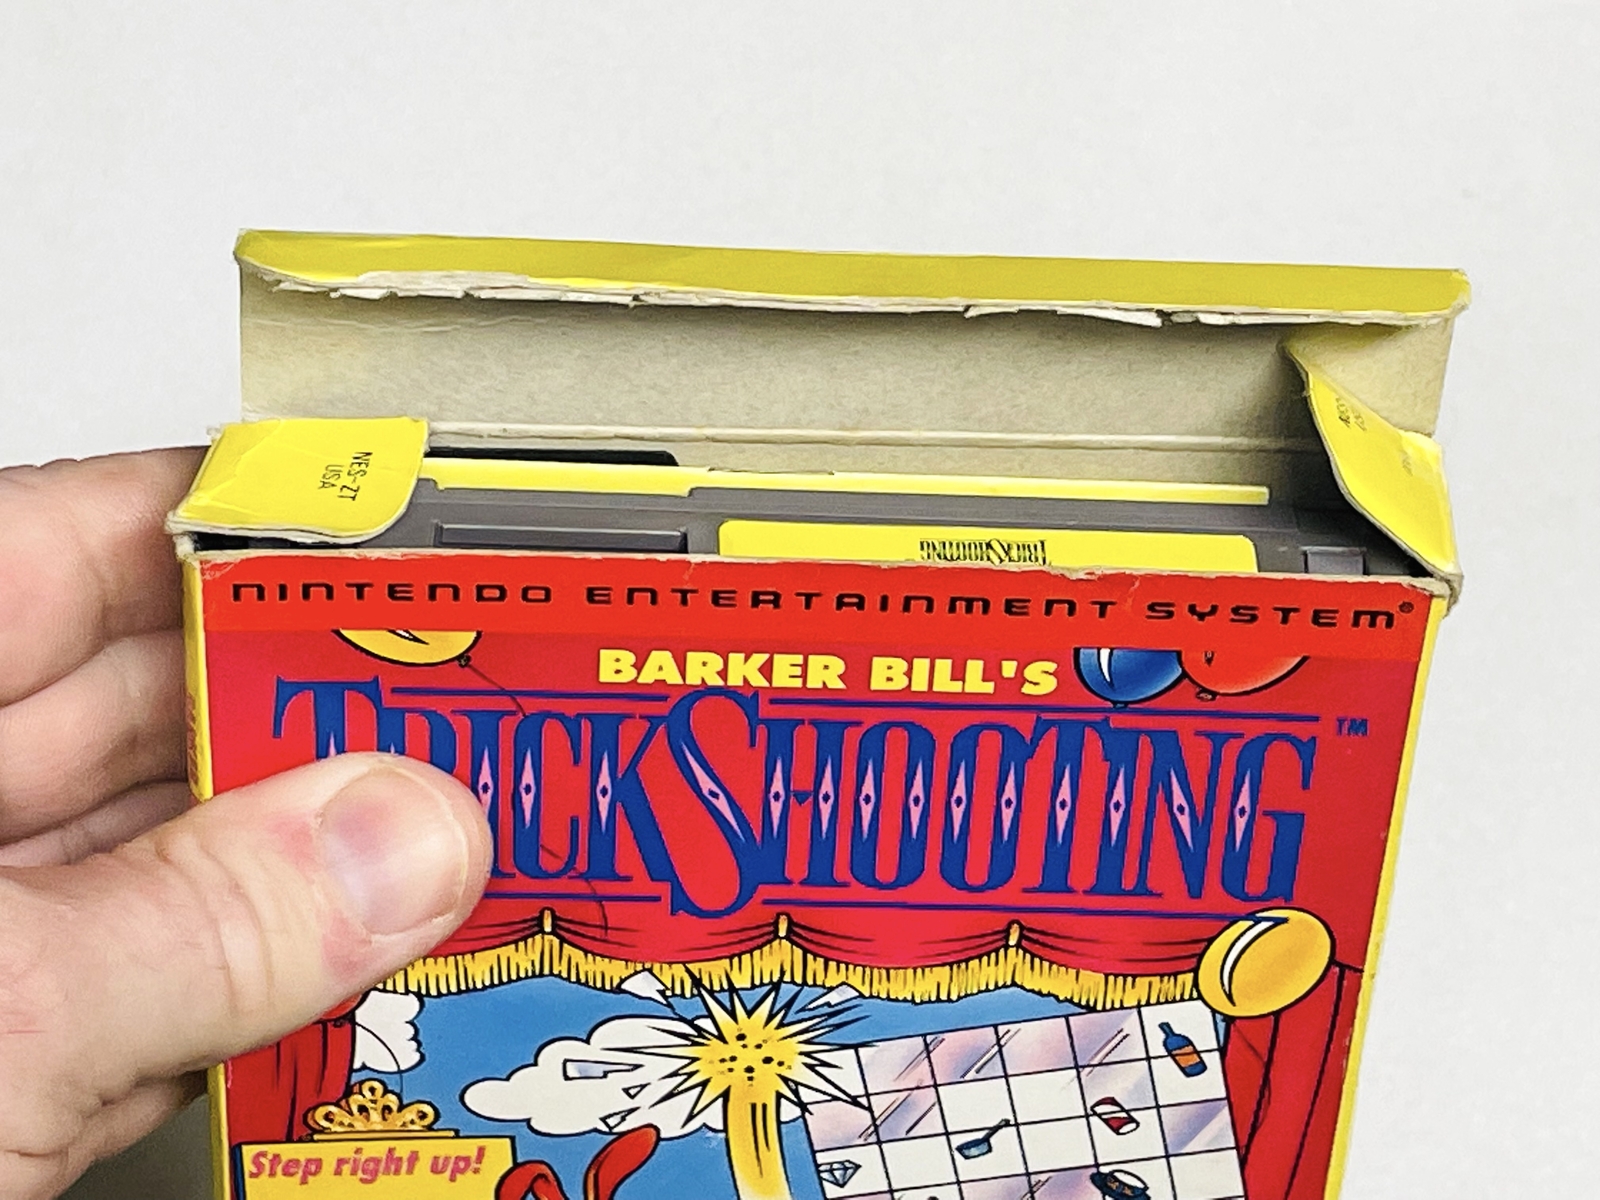 NES-ZT
USA
TRICKSHOOTING
NINTENDO ENTERTAINMENT SYSTEM®
BARKER BILL'S
TRICKSHOOTING™
Step right up!